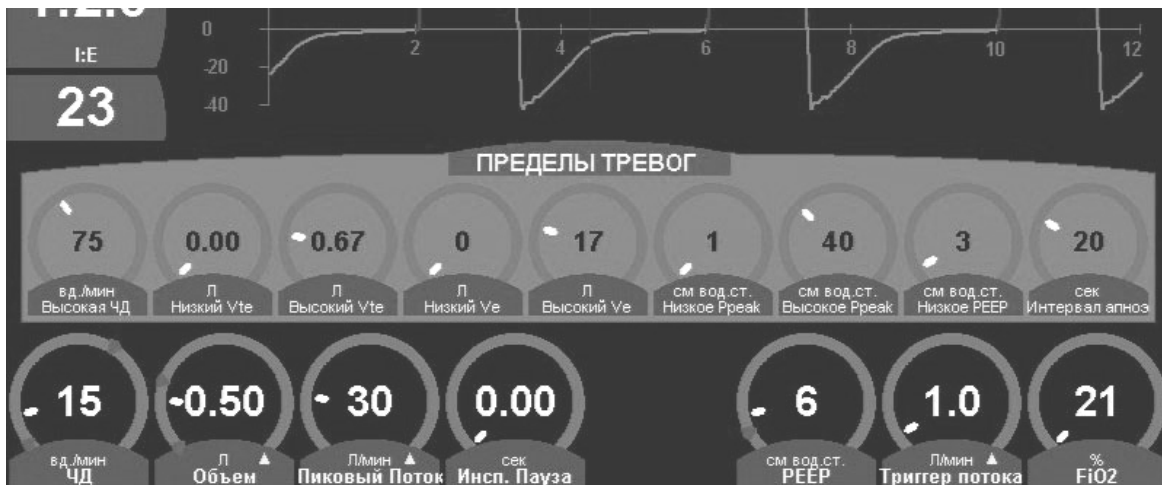 I:E
23
0
-20
-40
2
4
6
8
10
12
ПРЕДЕЛЫ ТРЕВОГ
75
вд./мин
Высокая ЧД
0.00
Л
Низкий Vte
0.67
Л
Высокий Vte
0
Л
Низкий Ve
17
Л
Высокий Ve
1
см вод.ст.
Низкое Ppeak
40
см вод.ст.
Высокое Ppeak
3
см вод.ст.
Низкое PEEP
20
сек
Интервал апноэ
15
вд./мин
ЧД
0.50
Л
Объем
30
Л/мин
Пиковый Поток
0.00
сек
Инсп. Пауза
6
см вод.ст.
PEEP
1.0
Л/мин
Триггер потока
21
%
FiO2